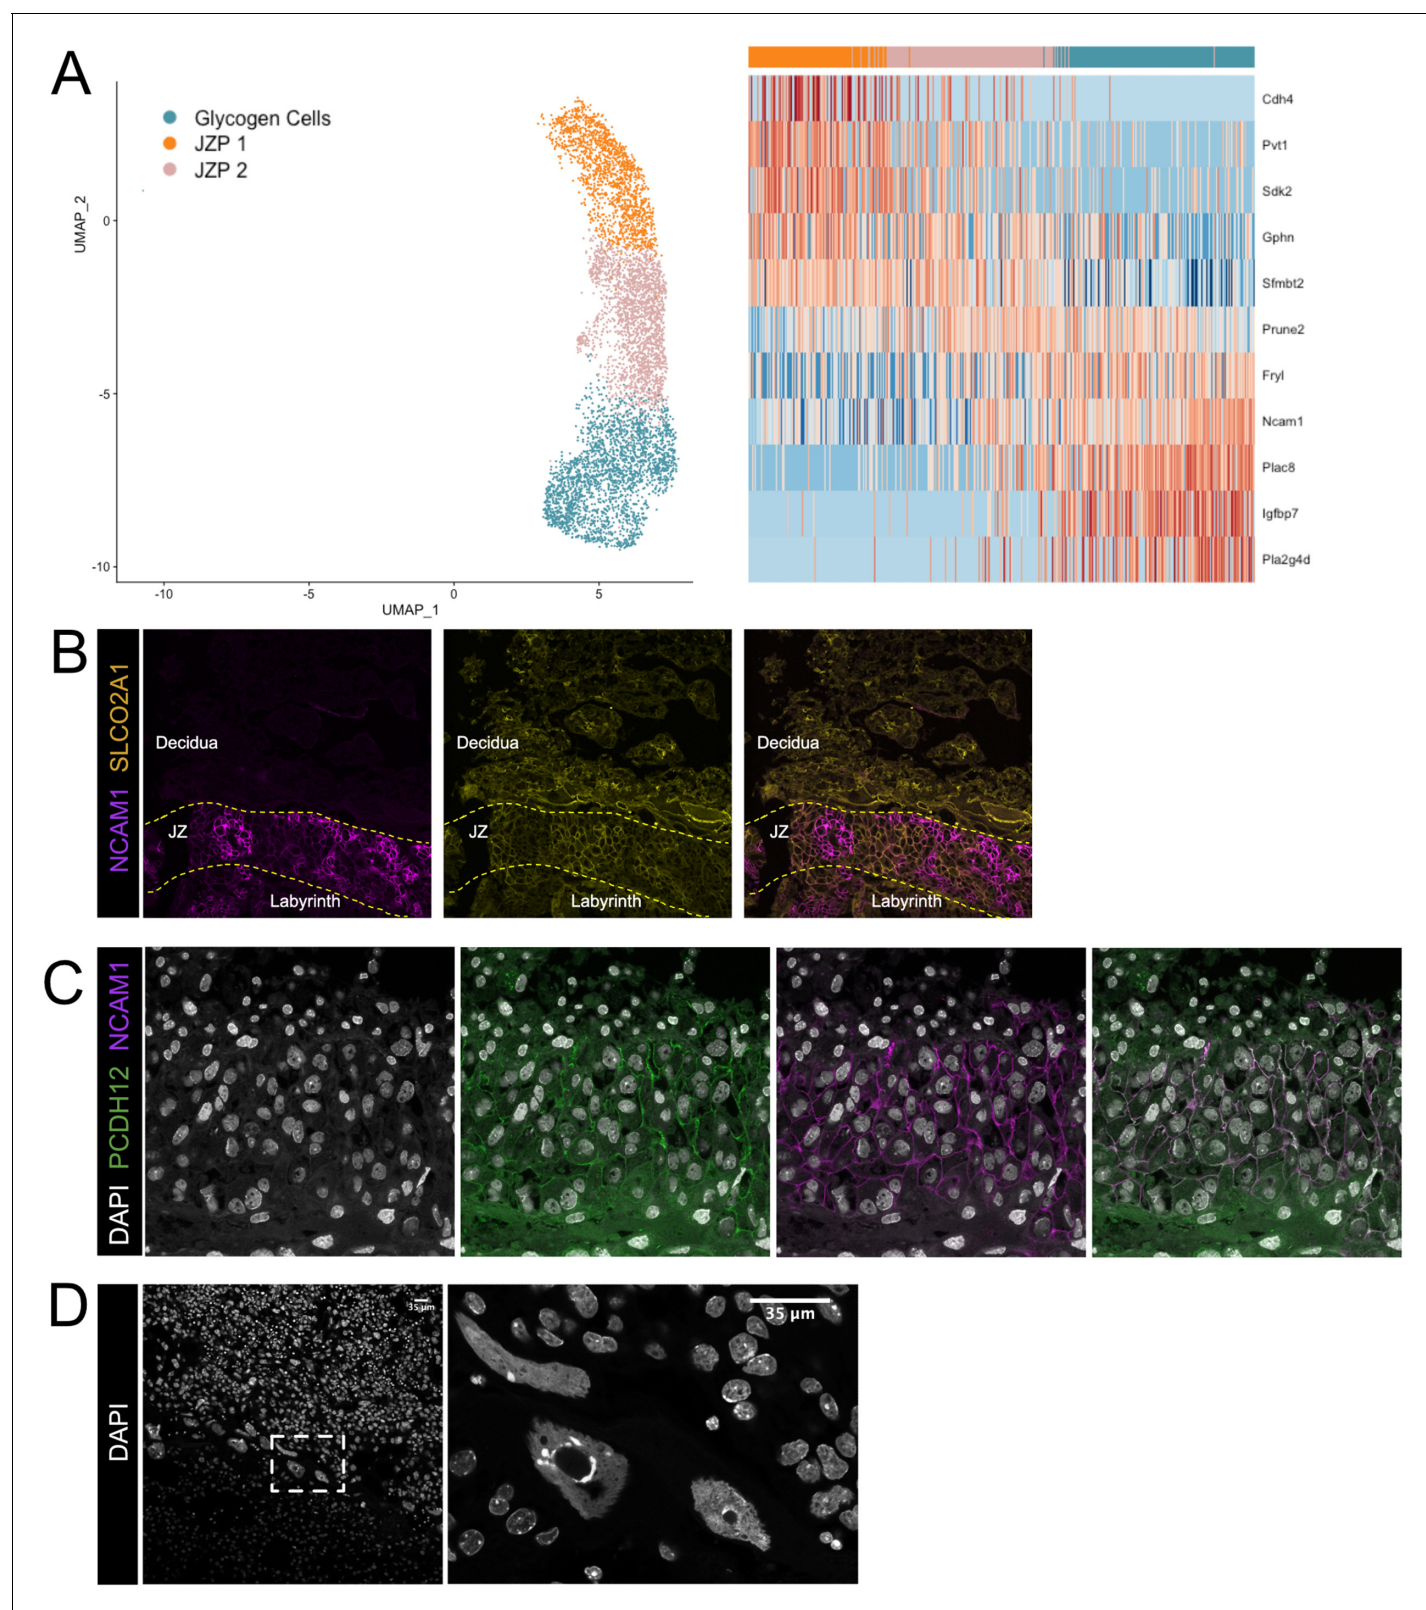 A
Glycogen Cells
JZP 1
JZP 2
UMAP_2
0
-5
-10
-10
-5
0
5
UMAP_1
Cdh4
Pvt1
Sdk2
Gphn
Sfmbt2
Prune2
Fryl
Ncam1
Plac8
Igfbp7
Pla2g4d
B
NCAM1 SLCO2A1
Decidua
JZ
Labyrinth
Decidua
JZ
Labyrinth
Decidua
JZ
Labyrinth
C
DAPI PCDH12 NCAM1
D
DAPI
35 µm
35 µm